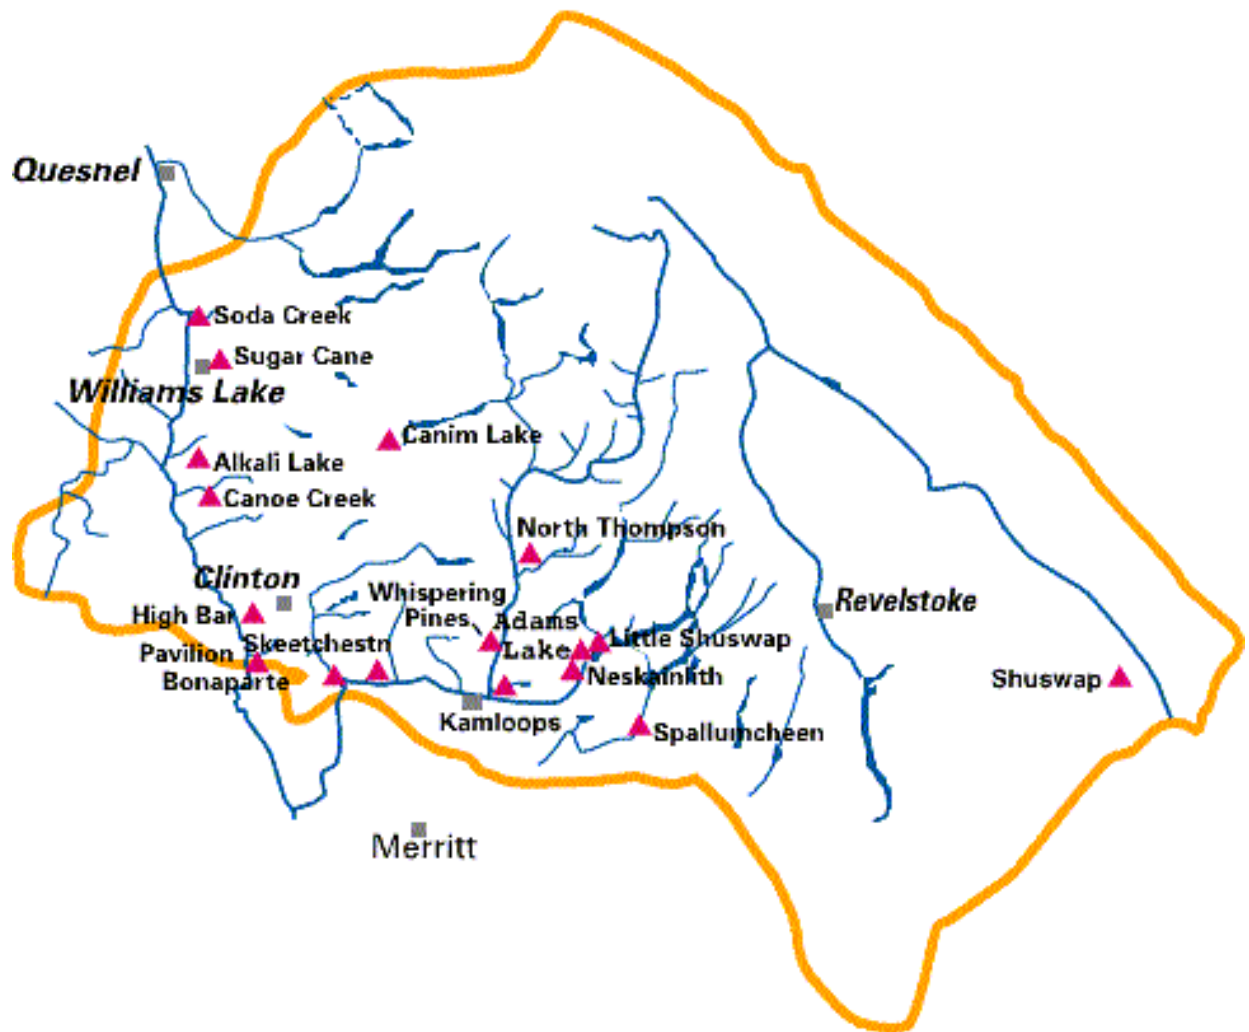 Quesnel
Soda Creek
Sugar Cane
Williams Lake
Canim Lake
Alkali Lake
Canoe Creek
North Thompson
Clinton
Whispering
Pines
High Bar
Adams
Lake
Revelstoke
Skeetchestn
Little Shuswap
Pavilion
Bonaparte
Neskainlith
Shuswap
Kamloops
Spallumcheen
Merritt